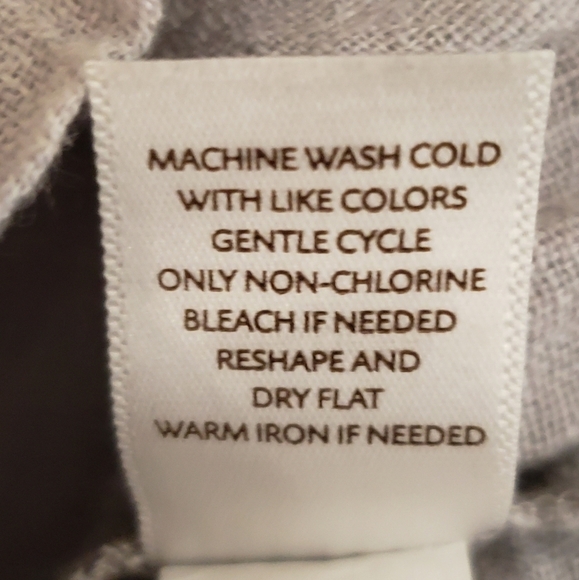 MACHINE WASH COLD
WITH LIKE COLORS
GENTLE CYCLE
ONLY NON-CHLORINE
BLEACH IF NEEDED
RESHAPE AND
DRY FLAT
WARM IRON IF NEEDED